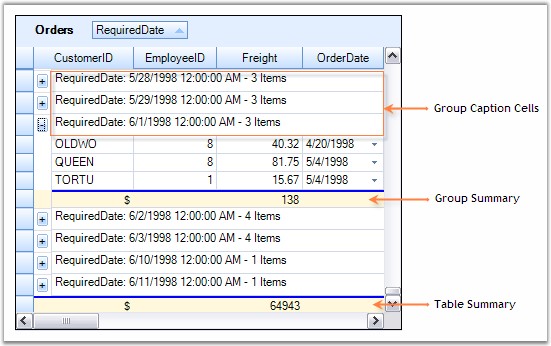 Orders RequiredDate
CustomerID EmployeeID Freight OrderDate
RequiredDate: 5/28/1998 12:00:00 AM - 3 Items
RequiredDate: 5/29/1998 12:00:00 AM - 3 Items
Group Caption Cells
RequiredDate: 6/1/1998 12:00:00 AM - 3 Items
OLDWO 8 40.32 4/20/1998
QUEEN 8 81.75 5/4/1998
TORTU 1 15.67 5/4/1998
$ 138 Group Summary
RequiredDate: 6/2/1998 12:00:00 AM - 4 Items
RequiredDate: 6/3/1998 12:00:00 AM - 4 Items
RequiredDate: 6/10/1998 12:00:00 AM - 1 Items
RequiredDate: 6/11/1998 12:00:00 AM - 1 Items
$ 64943 Table Summary